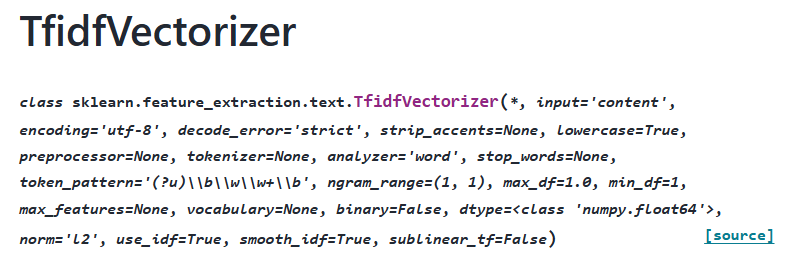 TfidfVectorizer
class sklearn.feature_extraction.text.TfidfVectorizer(*, input='content',
encoding='utf-8', decode_error='strict', strip_accents=None, lowercase=True,
preprocessor=None, tokenizer=None, analyzer='word', stop_words=None,
token_pattern='(?u)\\b\\w\\w+\\b', ngram_range=(1, 1), max_df=1.0, min_df=1,
max_features=None, vocabulary=None, binary=False, dtype=<class 'numpy.float64'>,
norm='l2', use_idf=True, smooth_idf=True, sublinear_tf=False) [source]